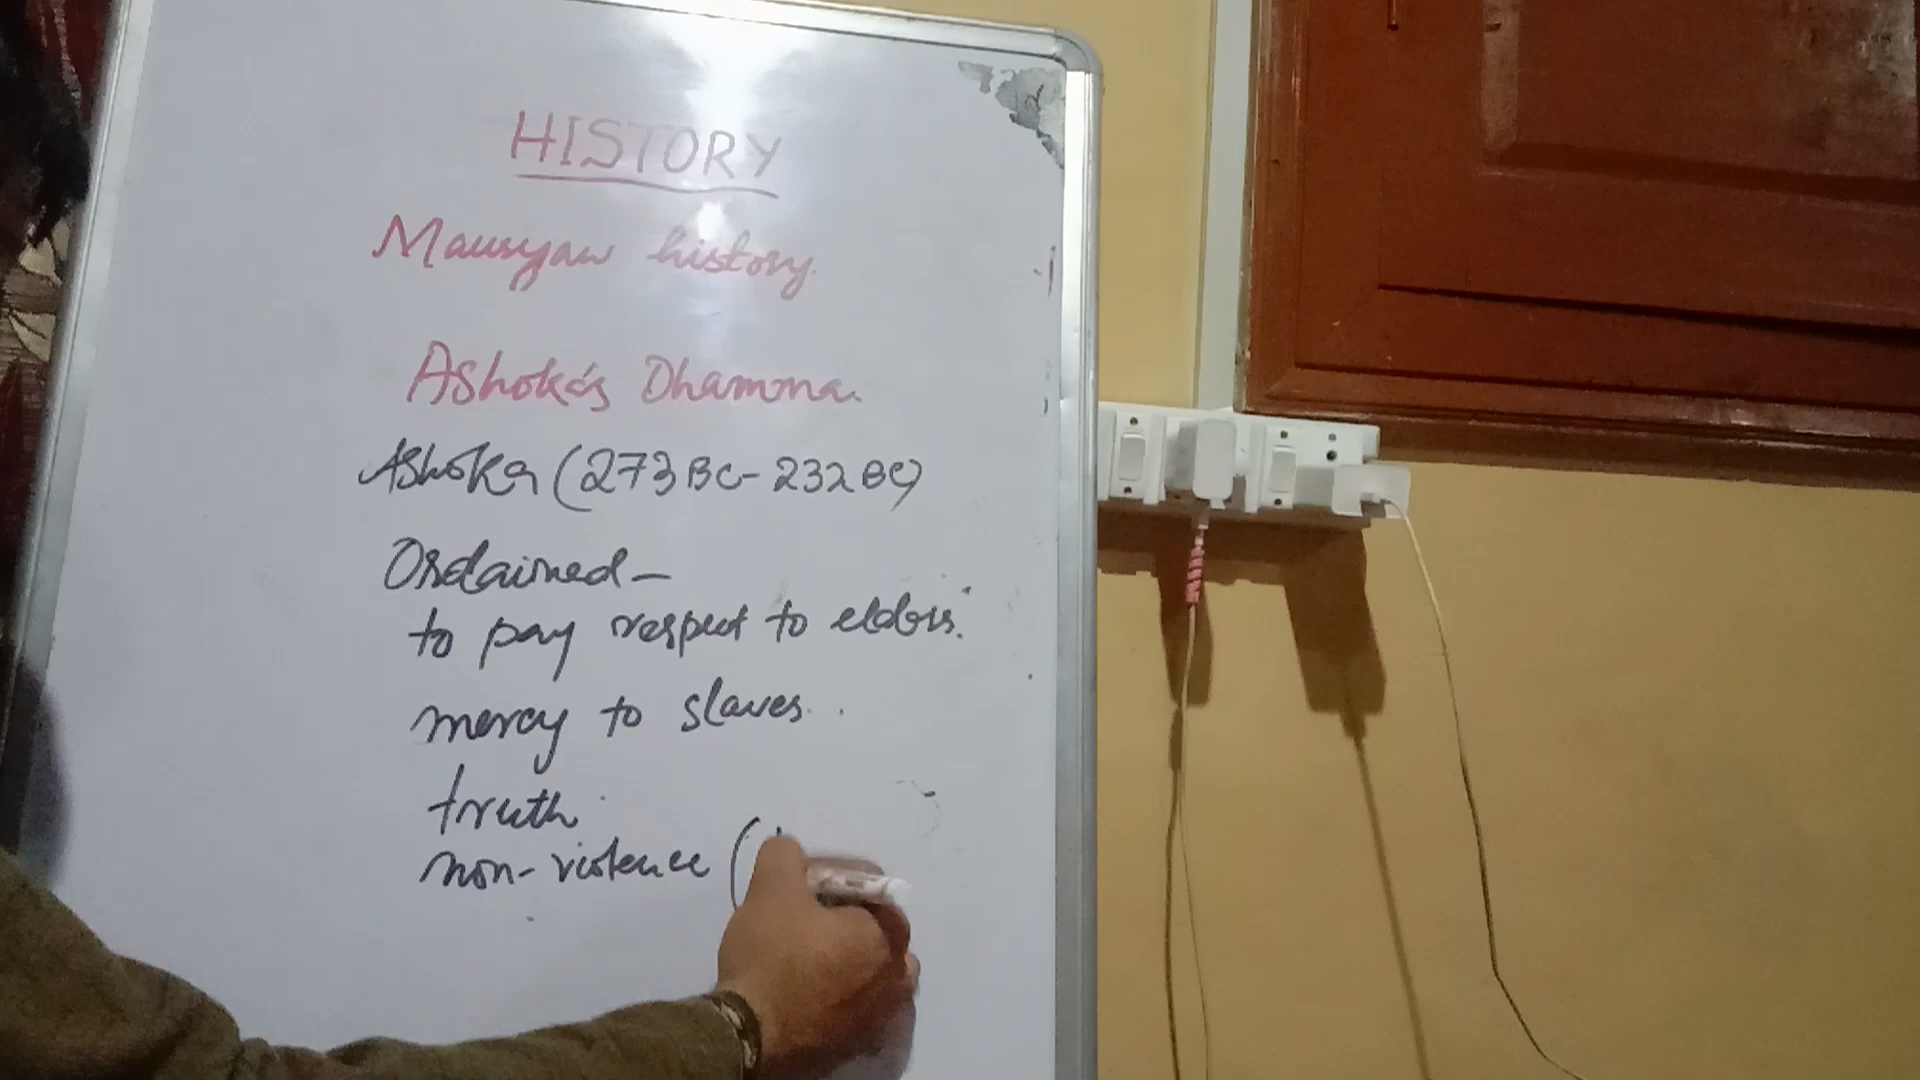 HISTORY
Mauryan history.
Ashoka's Dhamma.
Ashoka (273 BC - 232 BC)
Ordained -
to pay respect to elders.
mercy to slaves.
truth
non-violence (